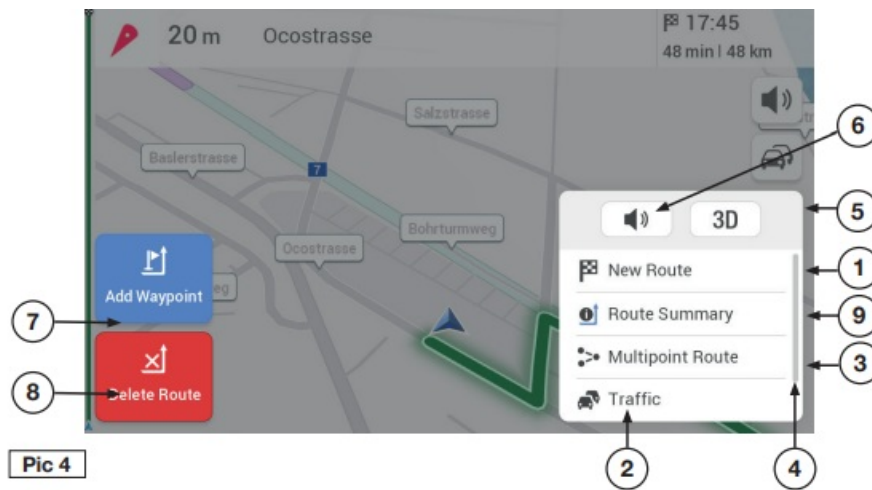 20 m Ocostrasse
17:45
48 min | 48 km
Salzstrasse
6
Baslerstrasse
7
3D
5
Bohrturmweg
Ocostrasse
New Route
1
Add Waypoint
Route Summary
9
7
Multipoint Route
3
8
Delete Route
Traffic
Pic 4
2
4